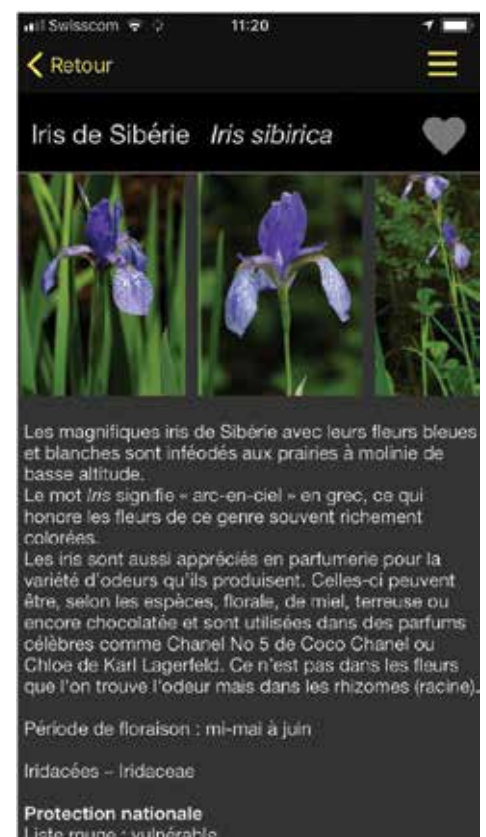 Swisscom 11:20
Retour
Iris de Sibérie Iris sibirica
Les magnifiques iris de Sibérie avec leurs fleurs bleues
et blanches sont inféodés aux prairies à molinie de
basse altitude.
Le mot Iris signifie « arc-en-ciel » en grec, ce qui
honore les fleurs de ce genre souvent richement
colorées.
Les iris sont aussi appréciés en parfumerie pour la
variété d'odeurs qu'ils produisent. Celles-ci peuvent
être, selon les espèces, florale, de miel, terreuse ou
encore chocolatée et sont utilisées dans des parfums
célèbres comme Chanel No 5 de Coco Chanel ou
Chloe de Karl Lagerfeld. Ce n'est pas dans les fleurs
que l'on trouve l'odeur mais dans les rhizomes (racine).
Période de floraison : mi-mai à juin
Iridacées – Iridaceae
Protection nationale
Liste rouge : vulnérable